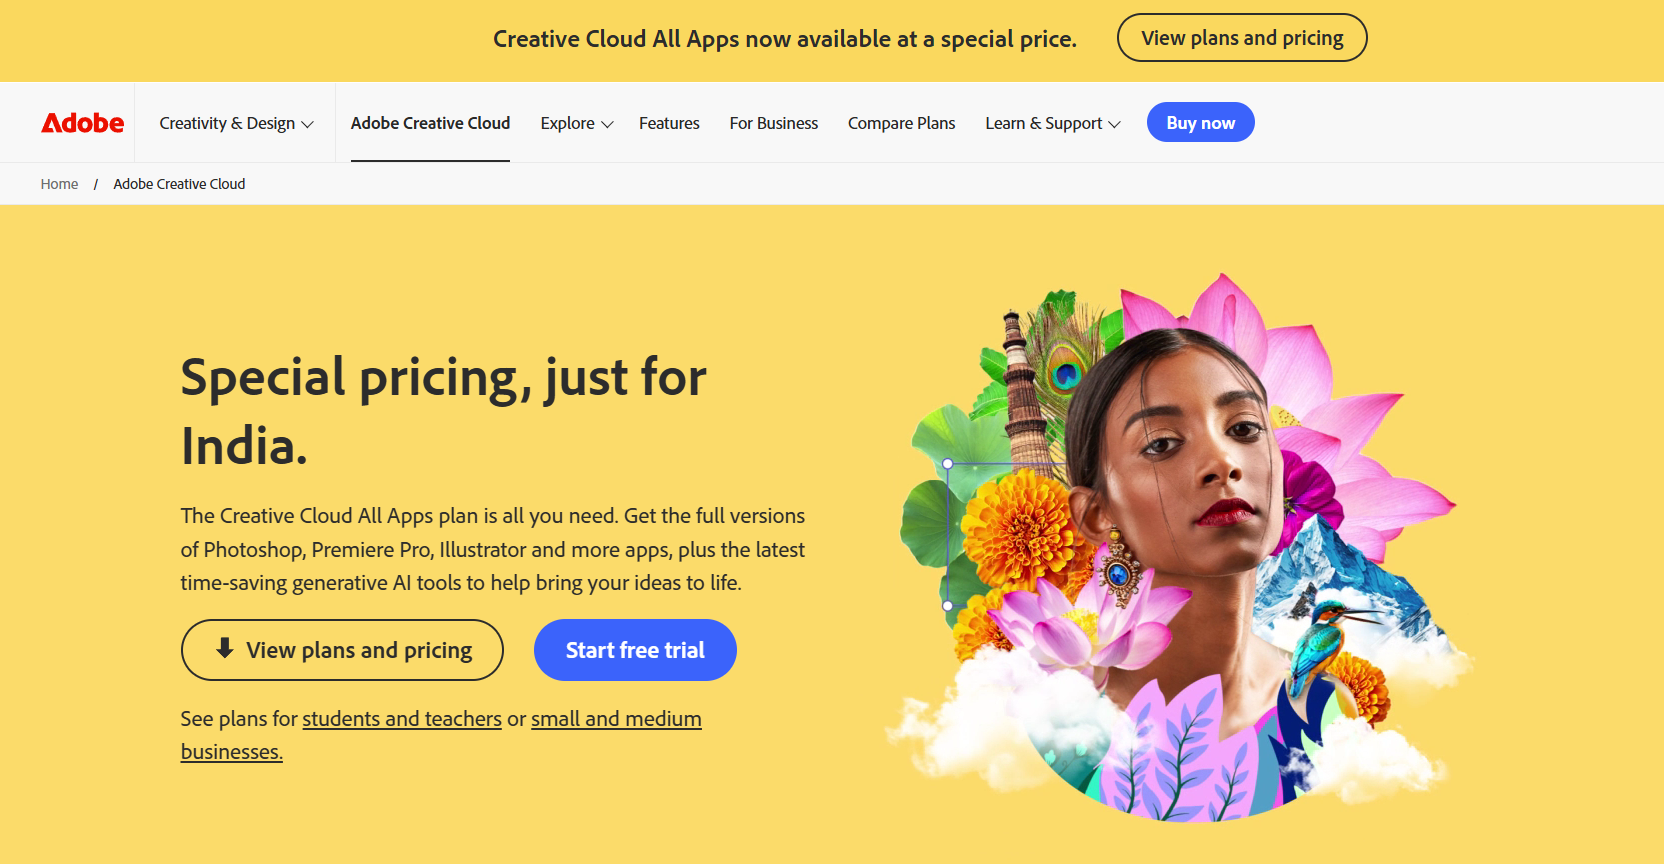 Creative Cloud All Apps now available at a special price.
View plans and pricing
Adobe
Creativity & Design
Adobe Creative Cloud
Explore
Features
For Business
Compare Plans
Learn & Support
Buy now
Home / Adobe Creative Cloud
Special pricing, just for
India.
The Creative Cloud All Apps plan is all you need. Get the full versions
of Photoshop, Premiere Pro, Illustrator and more apps, plus the latest
time-saving generative AI tools to help bring your ideas to life.
View plans and pricing
Start free trial
See plans for students and teachers or small and medium
businesses.